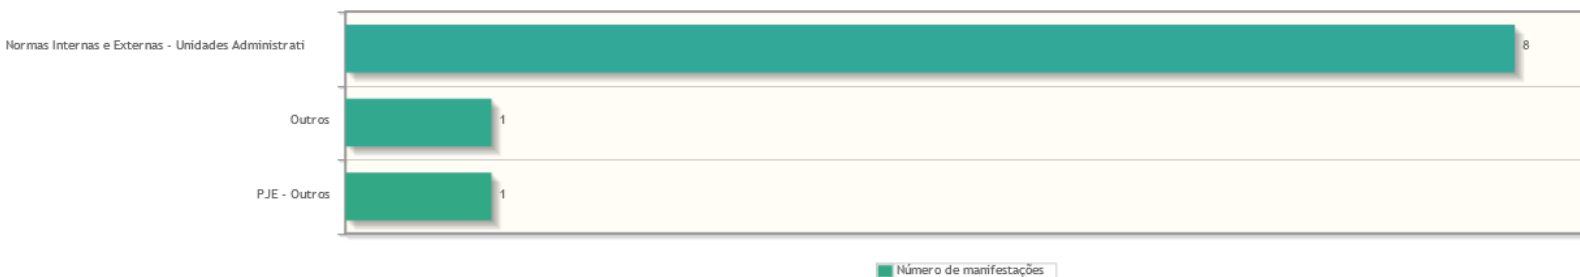 Normas Internas e Externas - Unidades Administrati
8
Outros
1
PJE - Outros
1
Número de manifestações